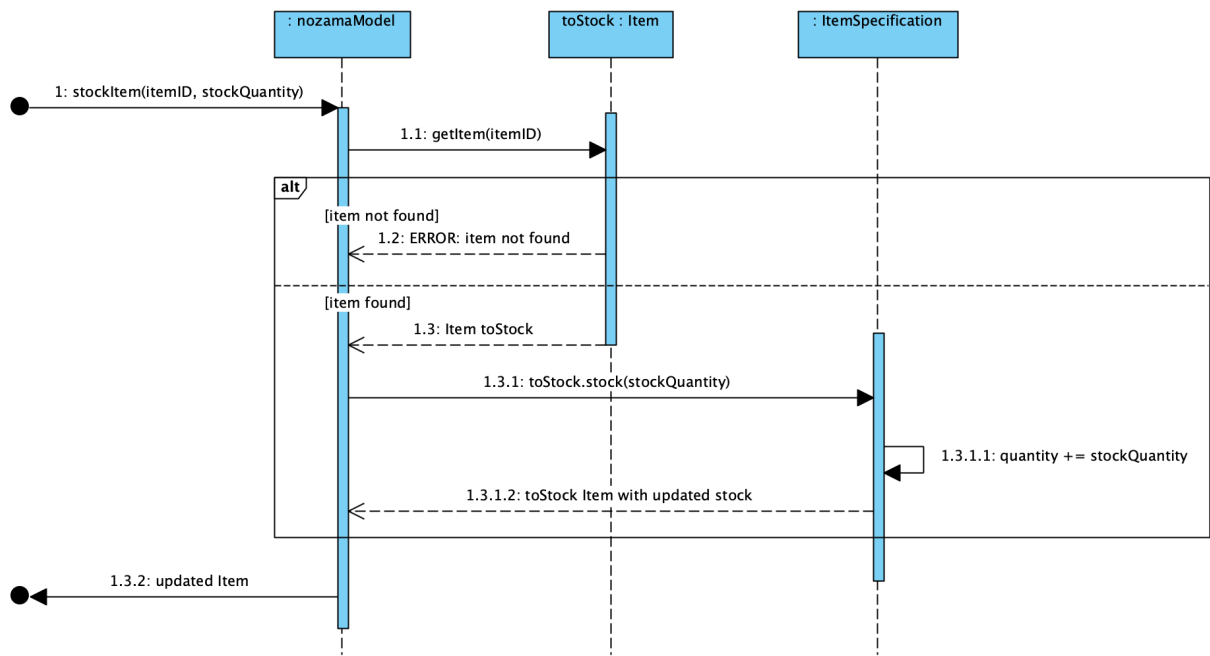 : nozamaModel
toStock : Item
: ItemSpecification
1: stockItem(itemID, stockQuantity)
1.1: getItem(itemID)
alt
[item not found]
1.2: ERROR: item not found
[item found]
1.3: Item toStock
1.3.1: toStock.stock(stockQuantity)
1.3.1.1: quantity += stockQuantity
1.3.1.2: toStock Item with updated stock
1.3.2: updated Item